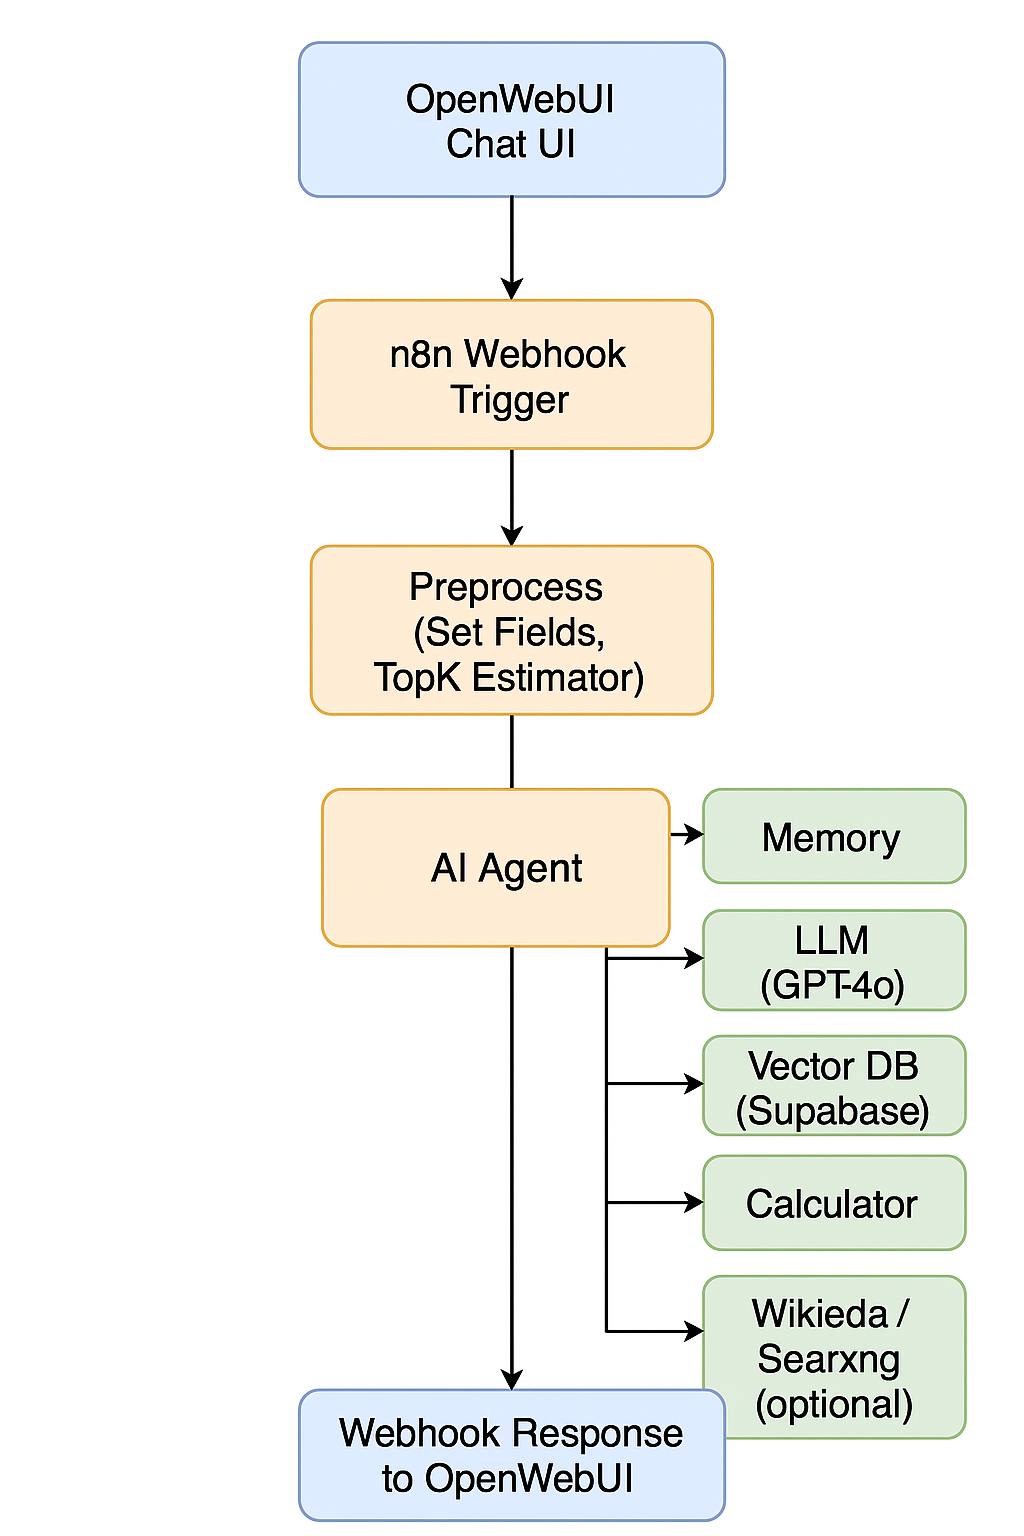 OpenWebUI
Chat UI
n8n Webhook
Trigger
Preprocess
(Set Fields,
TopK Estimator)
AI Agent
Memory
LLM
(GPT-4o)
Vector DB
(Supabase)
Calculator
Wikieda /
Searxng
(optional)
Webhook Response
to OpenWebUI